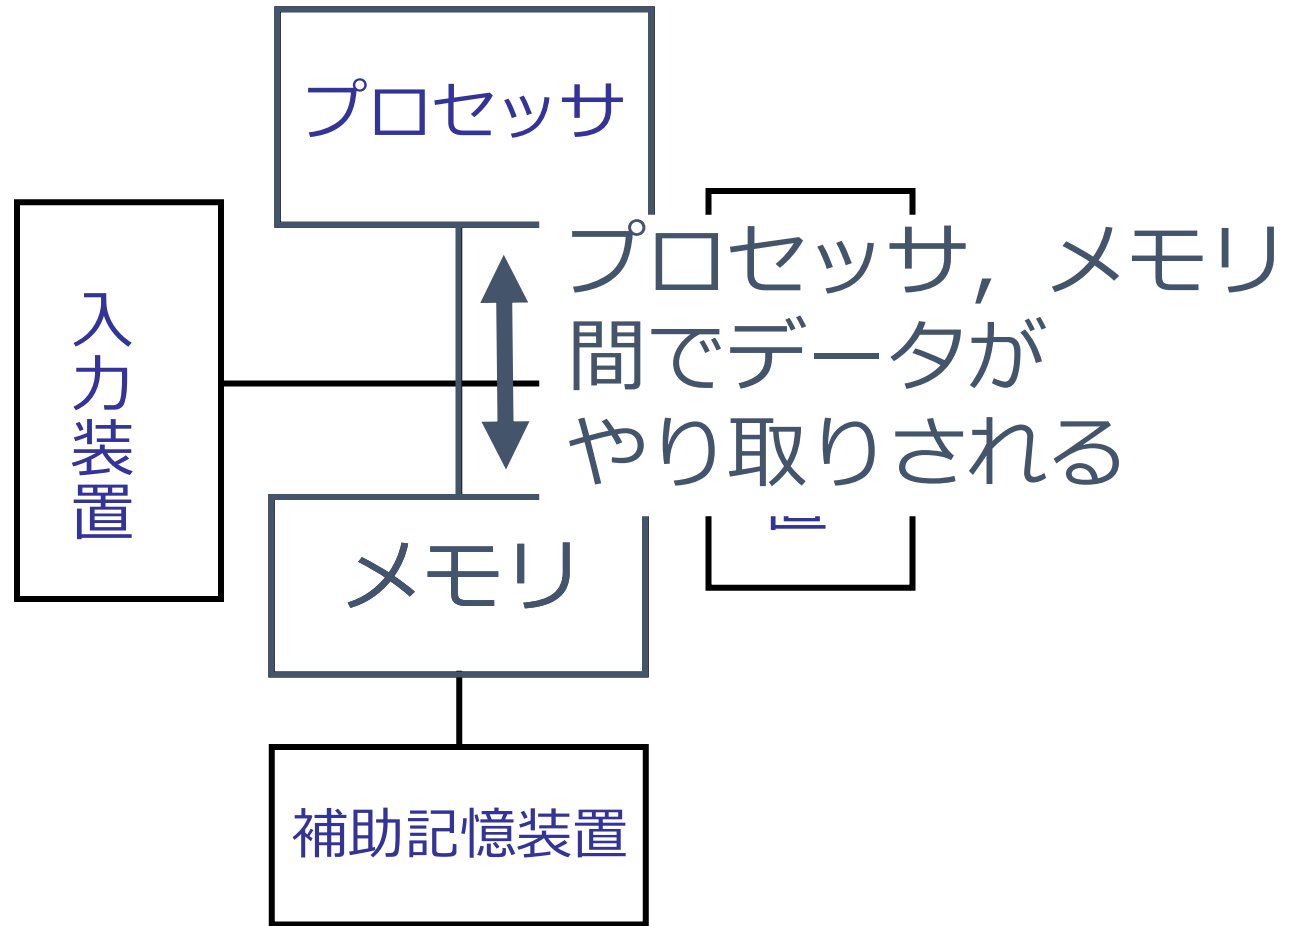 プロセッサ
プロセッサ，メモリ
間でデータが
やり取りされる
入力装置
メモリ
補助記憶装置